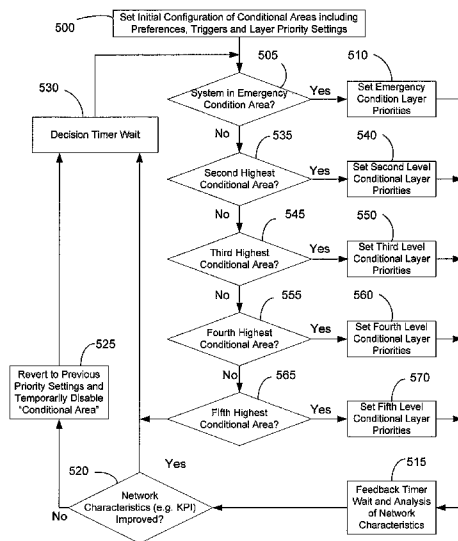 500
Set Initial Configuration of Conditional Areas including
Preferences, Triggers and Layer Priority Settings
505
System in Emergency
Condition Area?
Yes
No
510
Set Emergency
Condition Layer
Priorities
530
Decision Timer Wait
535
Second Highest
Conditional Area?
Yes
No
540
Set Second Level
Conditional Layer
Priorities
545
Third Highest
Conditional Area?
Yes
No
550
Set Third Level
Conditional Layer
Priorities
555
Fourth Highest
Conditional Area?
Yes
No
560
Set Fourth Level
Conditional Layer
Priorities
525
Revert to Previous
Priority Settings and
Temporarily Disable
"Conditional Area"
565
Fifth Highest
Conditional Area?
Yes
No
570
Set Fifth Level
Conditional Layer
Priorities
520
Network
Characteristics (e.g. KPI)
Improved?
Yes
No
515
Feedback Timer
Wait and Analysis
of Network
Characteristics